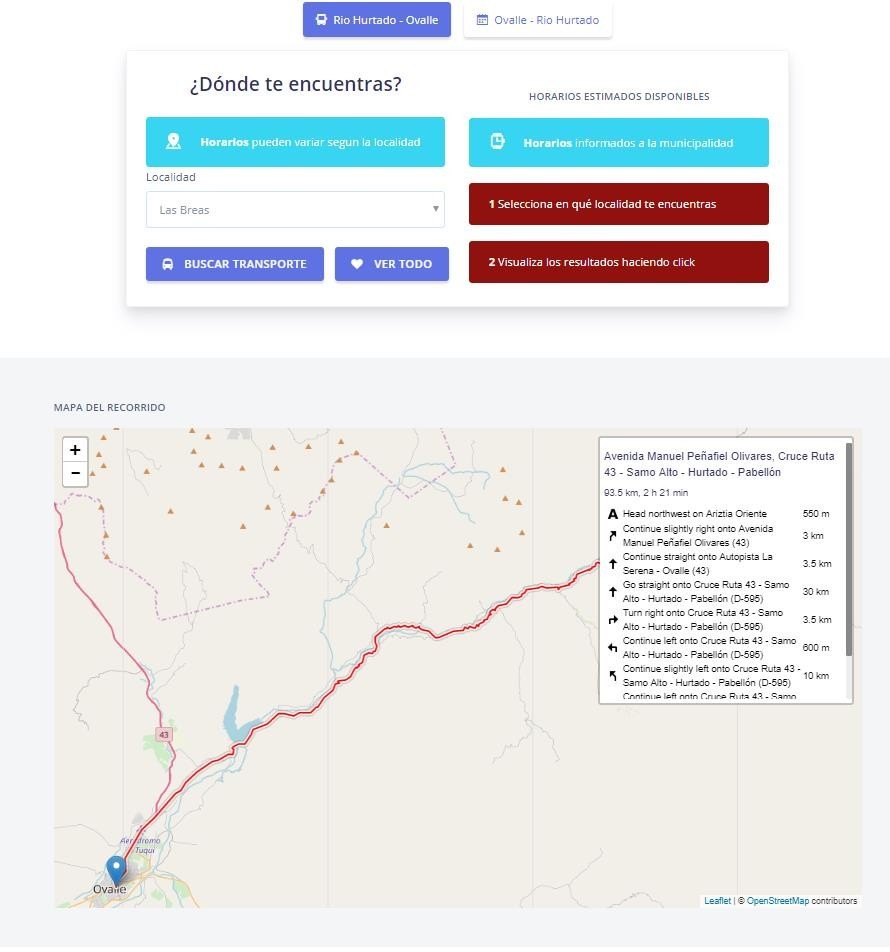 Rio Hurtado - Ovalle
Ovalle - Rio Hurtado
¿Dónde te encuentras?
Horarios pueden variar segun la localidad
Localidad
Las Breas
BUSCAR TRANSPORTE
VER TODO
HORARIOS ESTIMADOS DISPONIBLES
Horarios informados a la municipalidad
1 Selecciona en qué localidad te encuentras
2 Visualiza los resultados haciendo click
MAPA DEL RECORRIDO
+
−
Avenida Manuel Peñafiel Olivares, Cruce Ruta
43 - Samo Alto - Hurtado - Pabellón
93.5 km, 2 h 21 min
Head northwest on Ariztia Oriente 550 m
Continue slightly right onto Avenida
Manuel Peñafiel Olivares (43) 3 km
Continue straight onto Autopista La
Serena - Ovalle (43) 3.5 km
Go straight onto Cruce Ruta 43 - Samo
Alto - Hurtado - Pabellón (D-595) 30 km
Turn right onto Cruce Ruta 43 - Samo
Alto - Hurtado - Pabellón (D-595) 3.5 km
Continue left onto Cruce Ruta 43 - Samo
Alto - Hurtado - Pabellón (D-595) 600 m
Continue slightly left onto Cruce Ruta 43 -
Samo Alto - Hurtado - Pabellón (D-595) 10 km
Continue left onto Cruce Ruta 43 - Samo
43
Aeródromo
Tuquí
Ovalle
Leaflet | © OpenStreetMap contributors